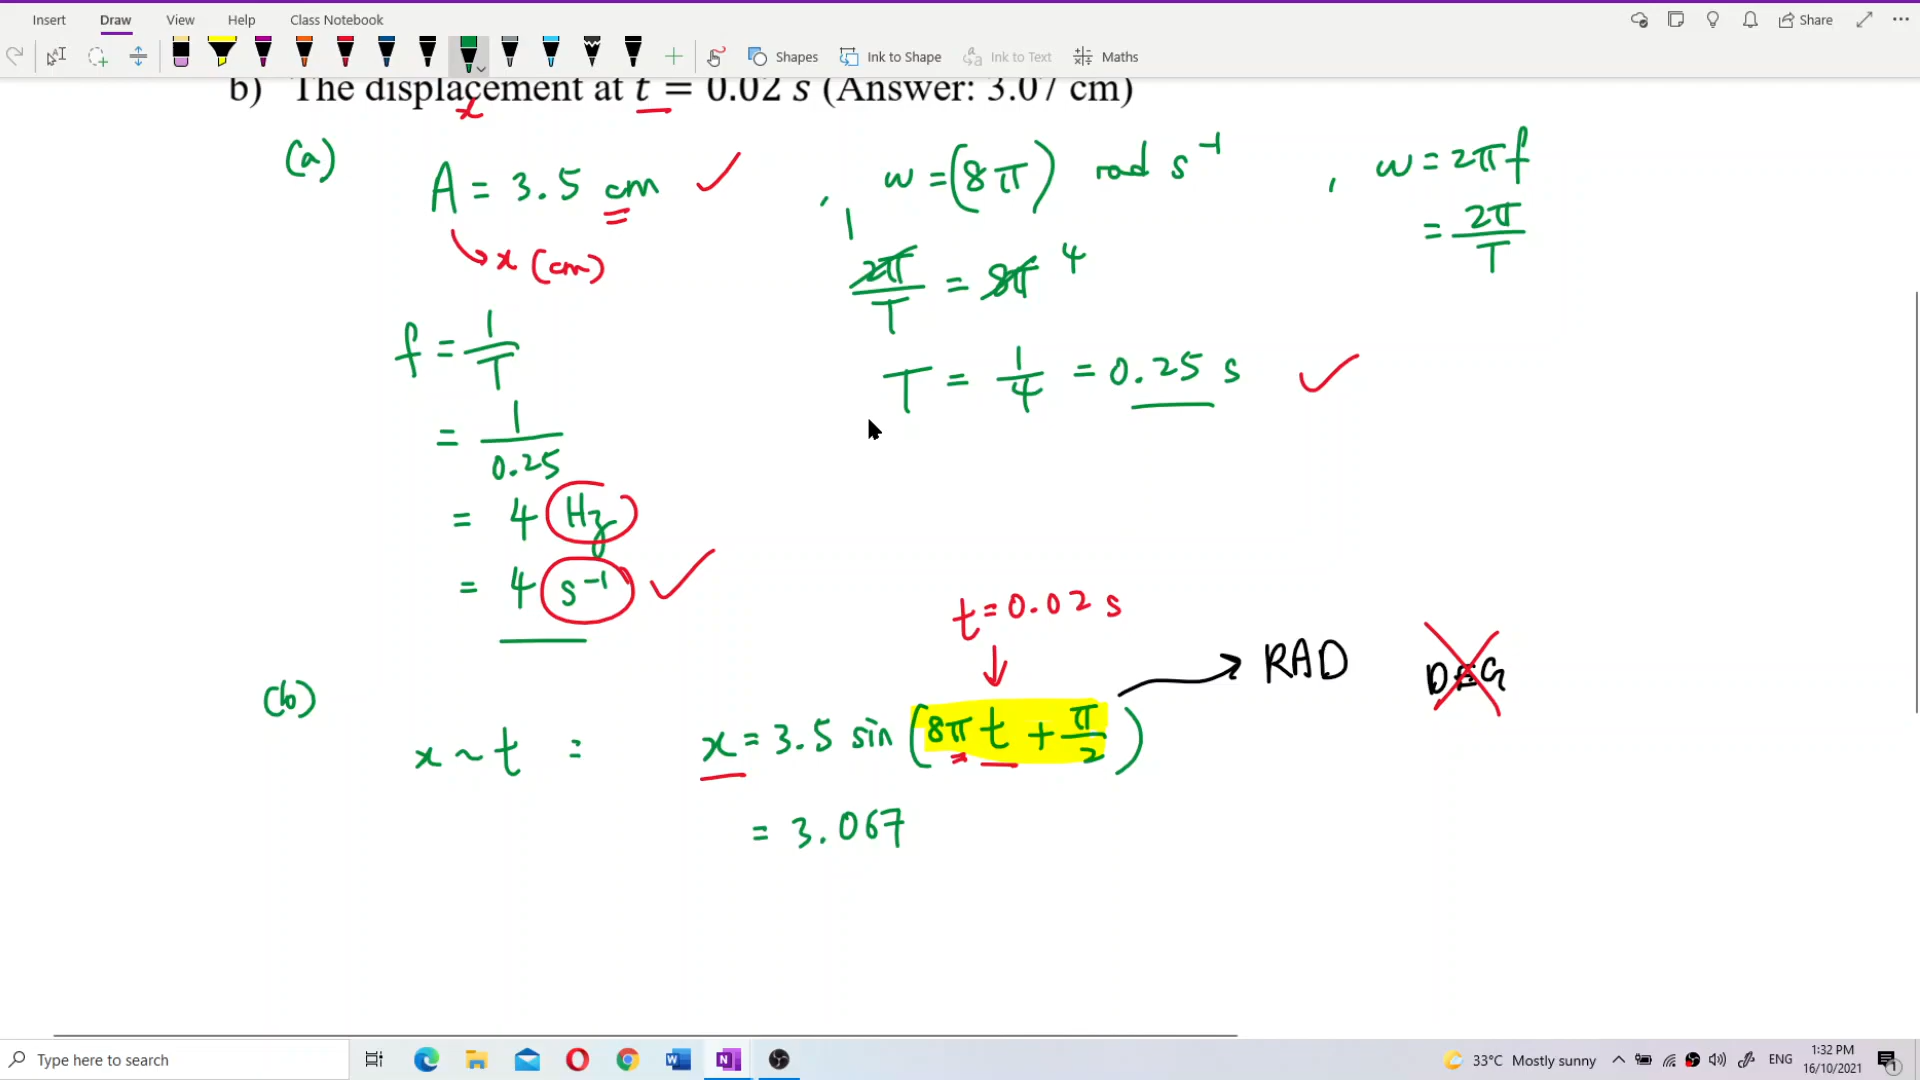 Insert Draw View Help Class Notebook
Share
Shapes Ink to Shape Ink to Text Maths
b) The displacement at t = 0.02 s (Answer: 3.07 cm)
x
(a)
A = 3.5 cm , ω = (8π) rad s⁻¹ , ω = 2πf
= 2π/T
x (cm)
1
2π/T = 8π 4
f = 1/T
T = 1/4 = 0.25 s
= 1/0.25
= 4 Hz
= 4 s⁻¹
t = 0.02 s
RAD DEG
(b)
x ~ t : x = 3.5 sin (8πt + π/2)
= 3.067
Type here to search
33°C Mostly sunny ENG 1:32 PM
16/10/2021
1